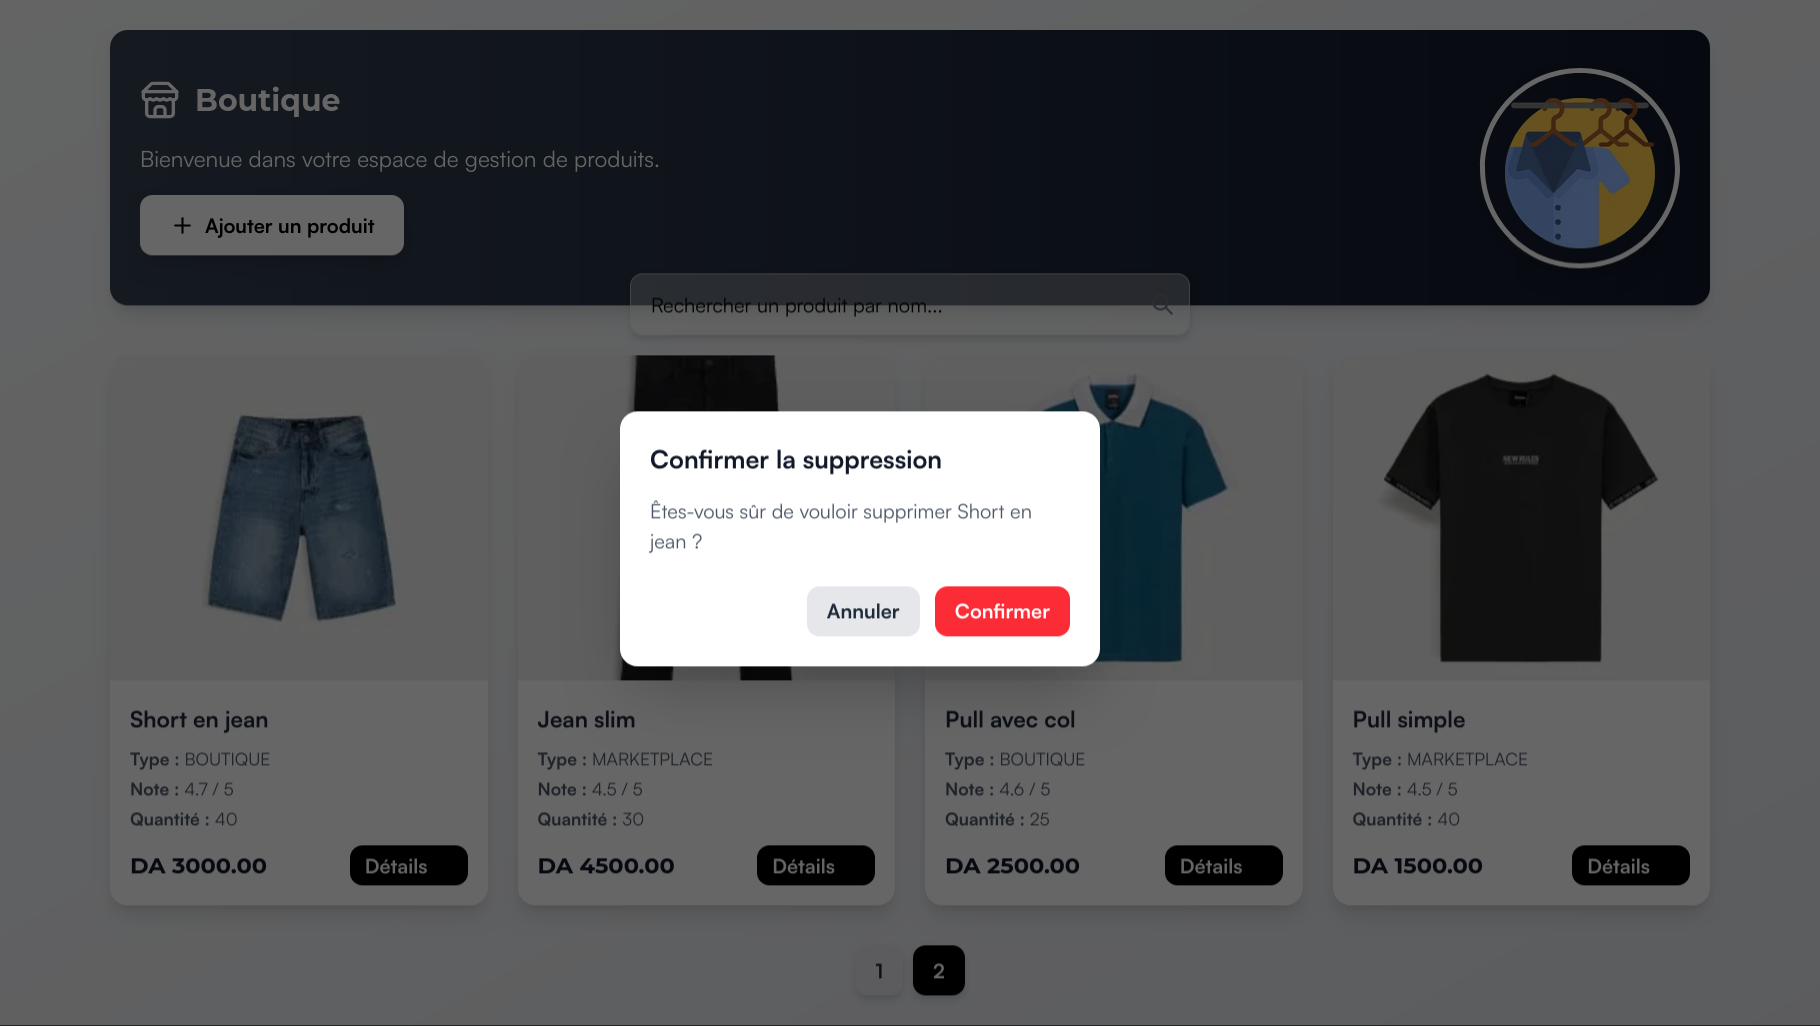 Boutique
Bienvenue dans votre espace de gestion de produits.
+ Ajouter un produit
Rechercher un produit par nom...
NEW RULES
Confirmer la suppression
Êtes-vous sûr de vouloir supprimer Short en
jean ?
Annuler
Confirmer
Short en jean
Type : BOUTIQUE
Note : 4.7 / 5
Quantité : 40
DA 3000.00
Détails
Jean slim
Type : MARKETPLACE
Note : 4.5 / 5
Quantité : 30
DA 4500.00
Détails
Pull avec col
Type : BOUTIQUE
Note : 4.6 / 5
Quantité : 25
DA 2500.00
Détails
Pull simple
Type : MARKETPLACE
Note : 4.5 / 5
Quantité : 40
DA 1500.00
Détails
1
2